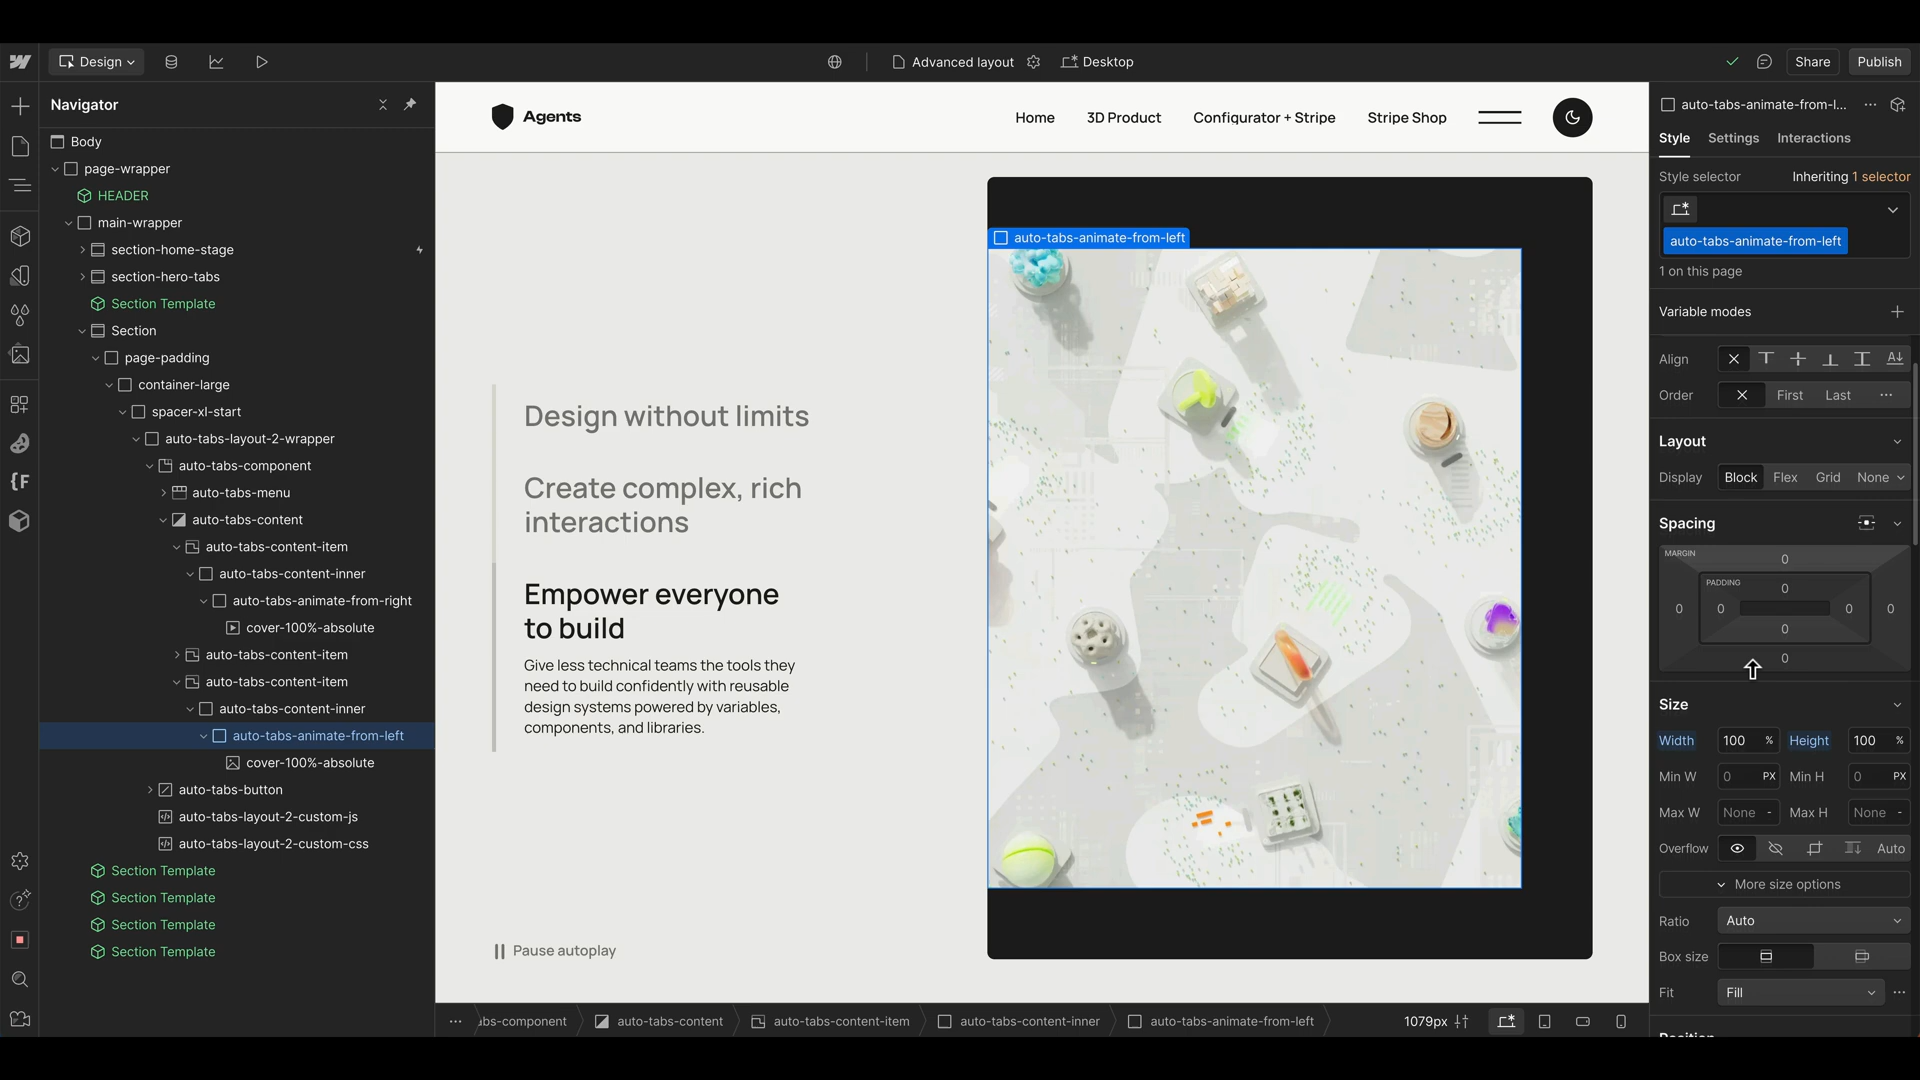 Design
Advanced layout
Desktop
Share
Publish
Navigator
Body
page-wrapper
HEADER
main-wrapper
section-home-stage
section-hero-tabs
Section Template
Section
page-padding
container-large
spacer-xl-start
auto-tabs-layout-2-wrapper
auto-tabs-component
auto-tabs-menu
auto-tabs-content
auto-tabs-content-item
auto-tabs-content-inner
auto-tabs-animate-from-right
cover-100%-absolute
auto-tabs-content-item
auto-tabs-content-item
auto-tabs-content-inner
auto-tabs-animate-from-left
cover-100%-absolute
auto-tabs-button
auto-tabs-layout-2-custom-js
auto-tabs-layout-2-custom-css
Section Template
Section Template
Section Template
Section Template
Agents
Home
3D Product
Configurator + Stripe
Stripe Shop
auto-tabs-animate-from-left
Design without limits
Create complex, rich
interactions
Empower everyone
to build
Give less technical teams the tools they
need to build confidently with reusable
design systems powered by variables,
components, and libraries.
Pause autoplay
abs-component
auto-tabs-content
auto-tabs-content-item
auto-tabs-content-inner
auto-tabs-animate-from-left
1079px
auto-tabs-animate-from-l...
Style
Settings
Interactions
Style selector
Inheriting 1 selector
auto-tabs-animate-from-left
1 on this page
Variable modes
Align
Order
First
Last
Layout
Display
Block
Flex
Grid
None
Spacing
MARGIN
0
PADDING
0
0
0
0
0
0
0
Size
Width
100 %
Height
100 %
Min W
0 PX
Min H
0 PX
Max W
None -
Max H
None -
Overflow
Auto
More size options
Ratio
Auto
Box size
Fit
Fill